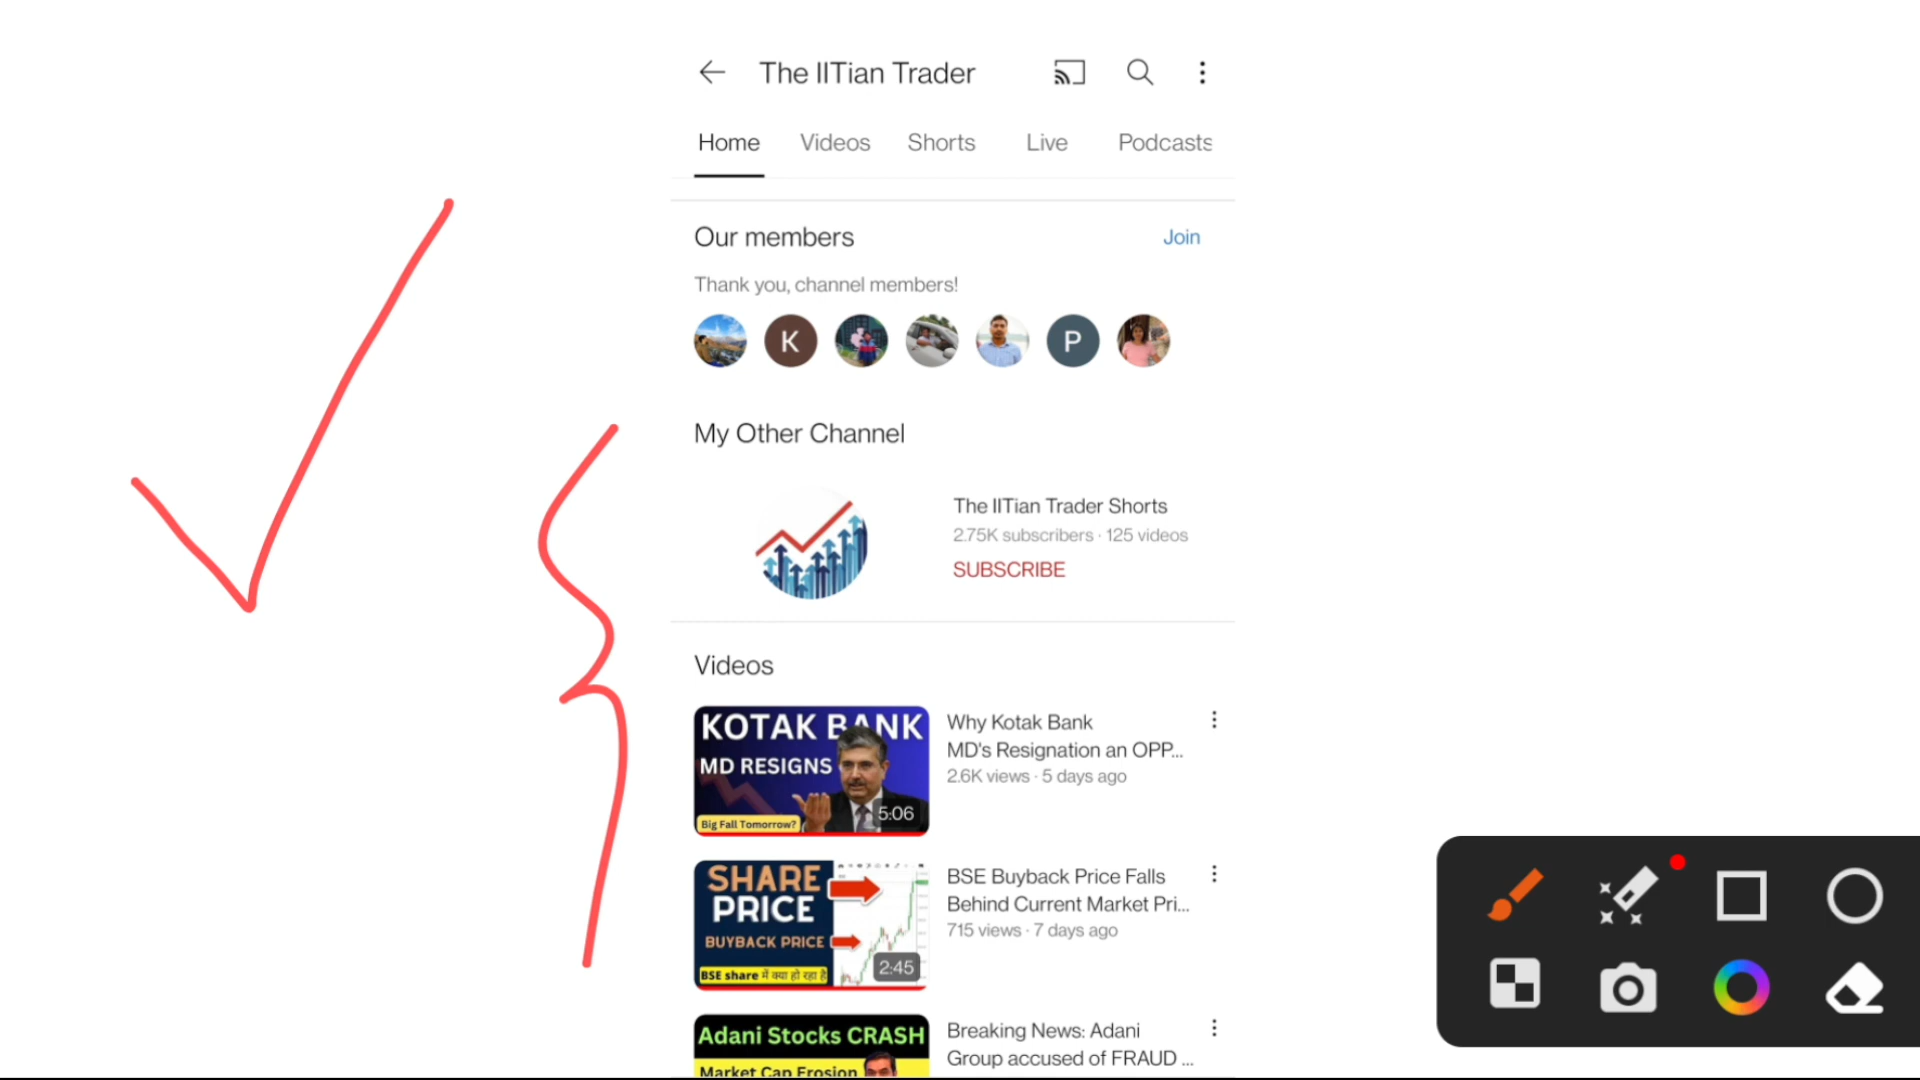 The IITian Trader
Home Videos Shorts Live Podcasts
Our members Join
Thank you, channel members!
K P
My Other Channel
The IITian Trader Shorts
2.75K subscribers · 125 videos
SUBSCRIBE
Videos
KOTAK BANK
MD RESIGNS
Big Fall Tomorrow?
5:06
Why Kotak Bank
MD's Resignation an OPP...
2.6K views · 5 days ago
SHARE
PRICE
BUYBACK PRICE
BSE share में क्या हो रहा है
2:45
BSE Buyback Price Falls
Behind Current Market Pri...
715 views · 7 days ago
Adani Stocks CRASH
Market Cap Erosion
Breaking News: Adani
Group accused of FRAUD ...